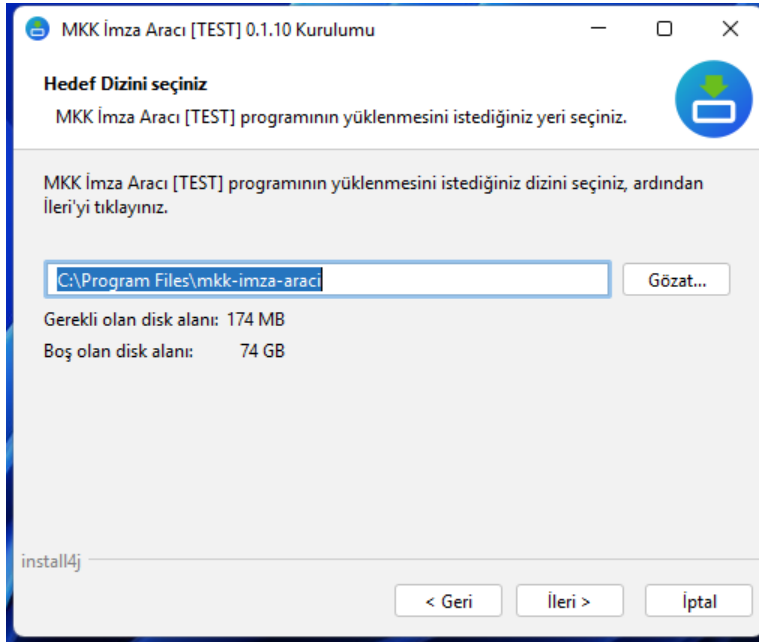 MKK İmza Aracı [TEST] 0.1.10 Kurulumu
Hedef Dizini seçiniz
MKK İmza Aracı [TEST] programının yüklenmesini istediğiniz yeri seçiniz.
MKK İmza Aracı [TEST] programının yüklenmesini istediğiniz dizini seçiniz, ardından
İleri'yi tıklayınız.
C:\Program Files\mkk-imza-araci
Gözat...
Gerekli olan disk alanı: 174 MB
Boş olan disk alanı: 74 GB
install4j
< Geri
İleri >
İptal